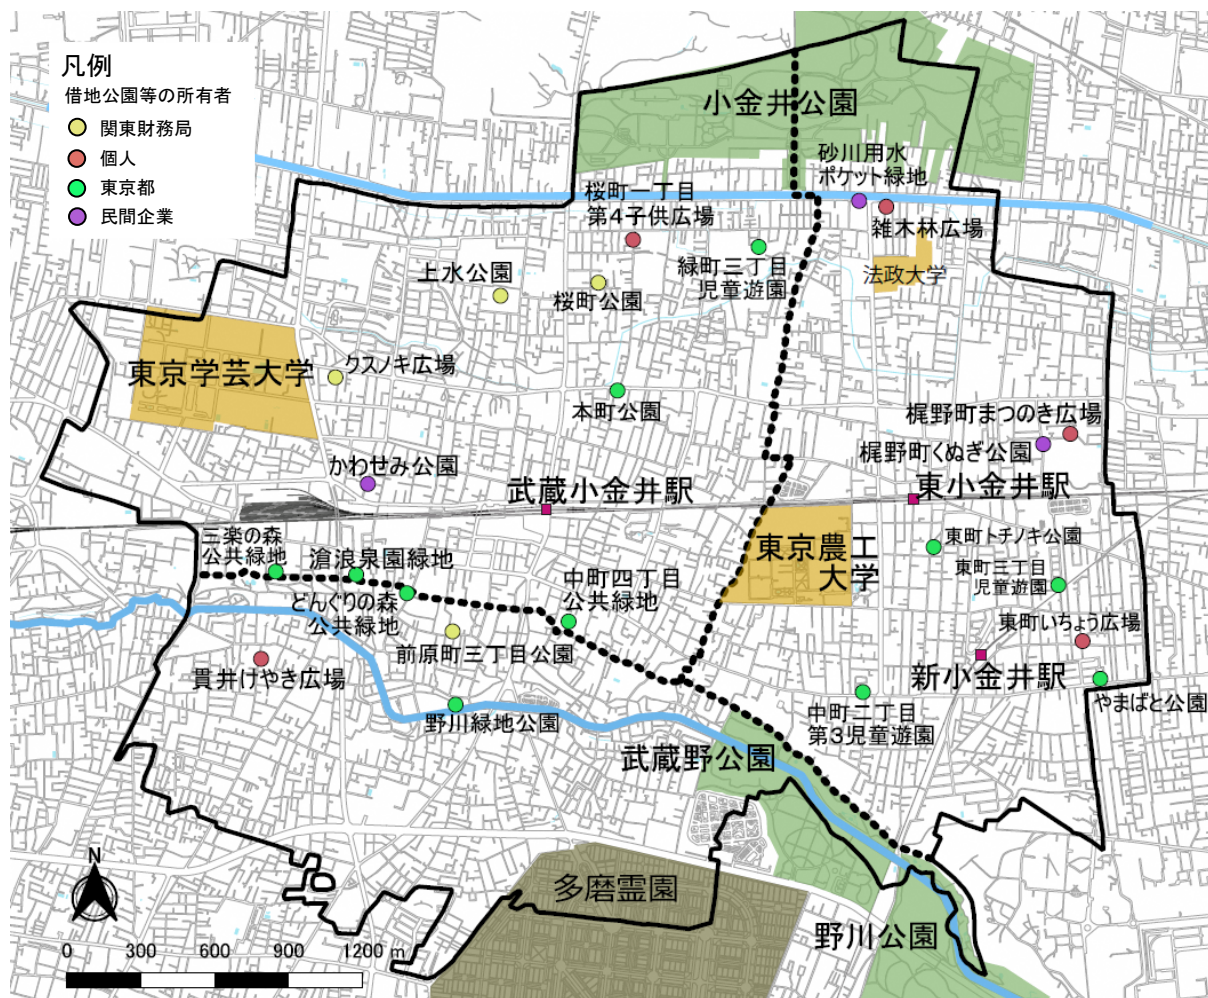 凡例
借地公園等の所有者
関東財務局
個人
東京都
民間企業
小金井公園
砂川用水
ポケット緑地
桜町一丁目
第4子供広場
雑木林広場
緑町三丁目
児童遊園
法政大学
上水公園
桜町公園
東京学芸大学
クスノキ広場
本町公園
梶野町まつのき広場
梶野町くぬぎ公園
かわせみ公園
武蔵小金井駅
東小金井駅
三楽の森
公共緑地
滄浪泉園緑地
東京農工
大学
東町トチノキ公園
中町四丁目
公共緑地
東町三丁目
児童遊園
どんぐりの森
公共緑地
東町いちょう広場
前原町三丁目公園
貫井けやき広場
新小金井駅
やまばと公園
野川緑地公園
中町二丁目
第3児童遊園
武蔵野公園
多磨霊園
野川公園
N
0 300 600 900 1200 m